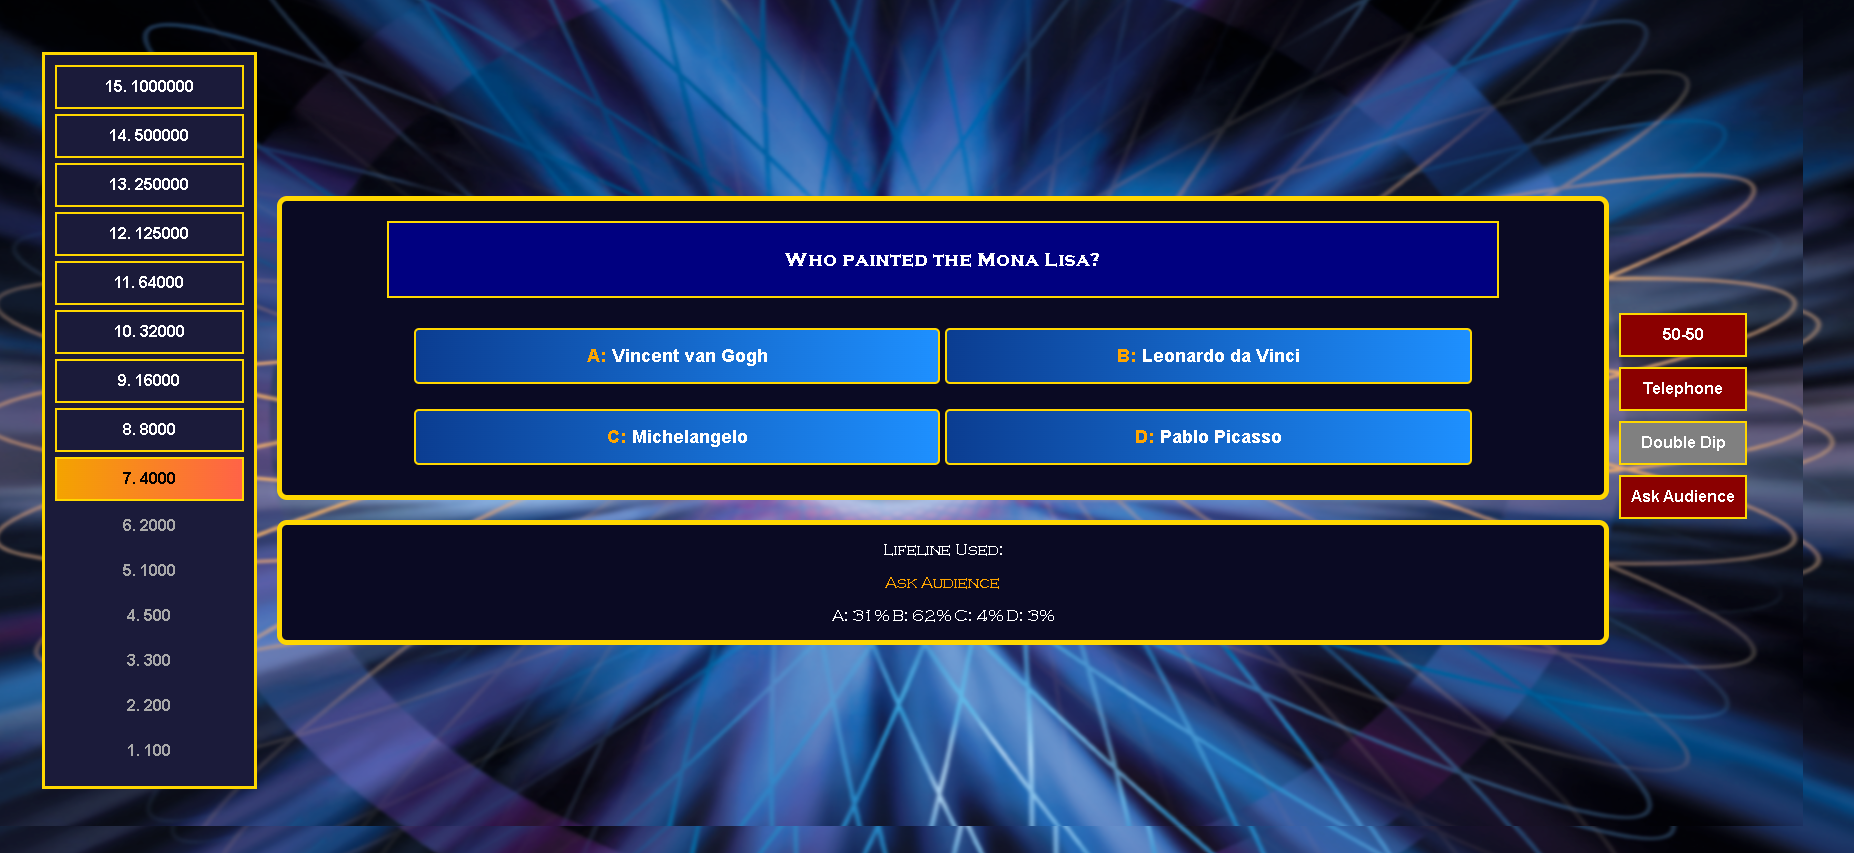 15. 1000000
14. 500000
13. 250000
12. 125000
11. 64000
10. 32000
9. 16000
8. 8000
7. 4000
6. 2000
5. 1000
4. 500
3. 300
2. 200
1. 100
Who painted the Mona Lisa?
A: Vincent van Gogh
B: Leonardo da Vinci
C: Michelangelo
D: Pablo Picasso
Lifeline Used:
Ask Audience
A: 31% B: 62% C: 4% D: 3%
50-50
Telephone
Double Dip
Ask Audience